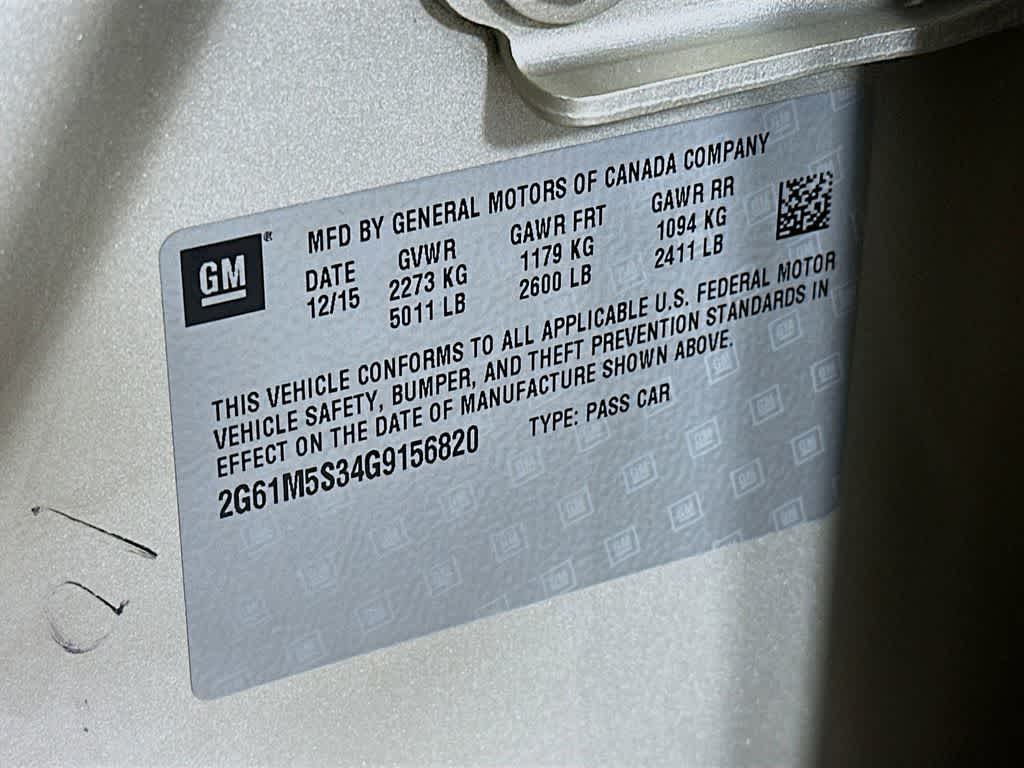 GM®
MFD BY GENERAL MOTORS OF CANADA COMPANY
DATE GVWR GAWR FRT GAWR RR
12/15 2273 KG 1179 KG 1094 KG
5011 LB 2600 LB 2411 LB
THIS VEHICLE CONFORMS TO ALL APPLICABLE U.S. FEDERAL MOTOR
VEHICLE SAFETY, BUMPER, AND THEFT PREVENTION STANDARDS IN
EFFECT ON THE DATE OF MANUFACTURE SHOWN ABOVE.
2G61M5S34G9156820 TYPE: PASS CAR